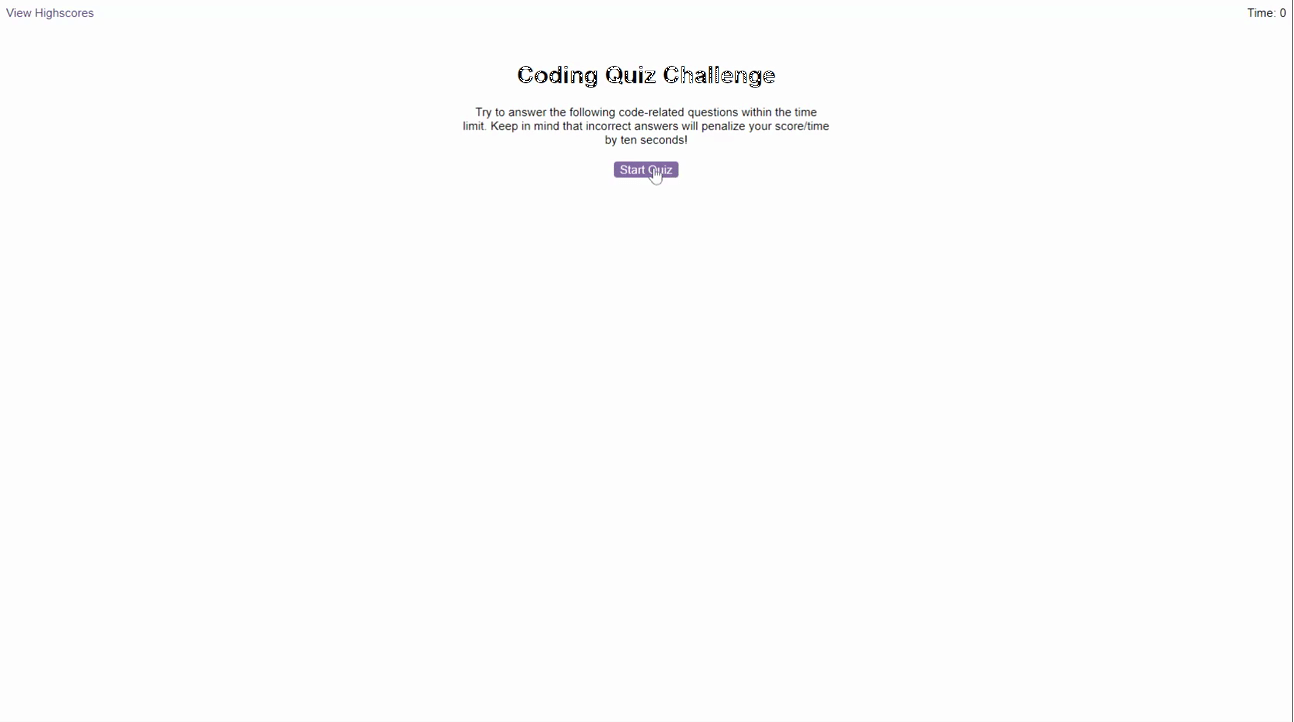 View Highscores
Time: 0
Coding Quiz Challenge
Try to answer the following code-related questions within the time
limit. Keep in mind that incorrect answers will penalize your score/time
by ten seconds!
Start Quiz